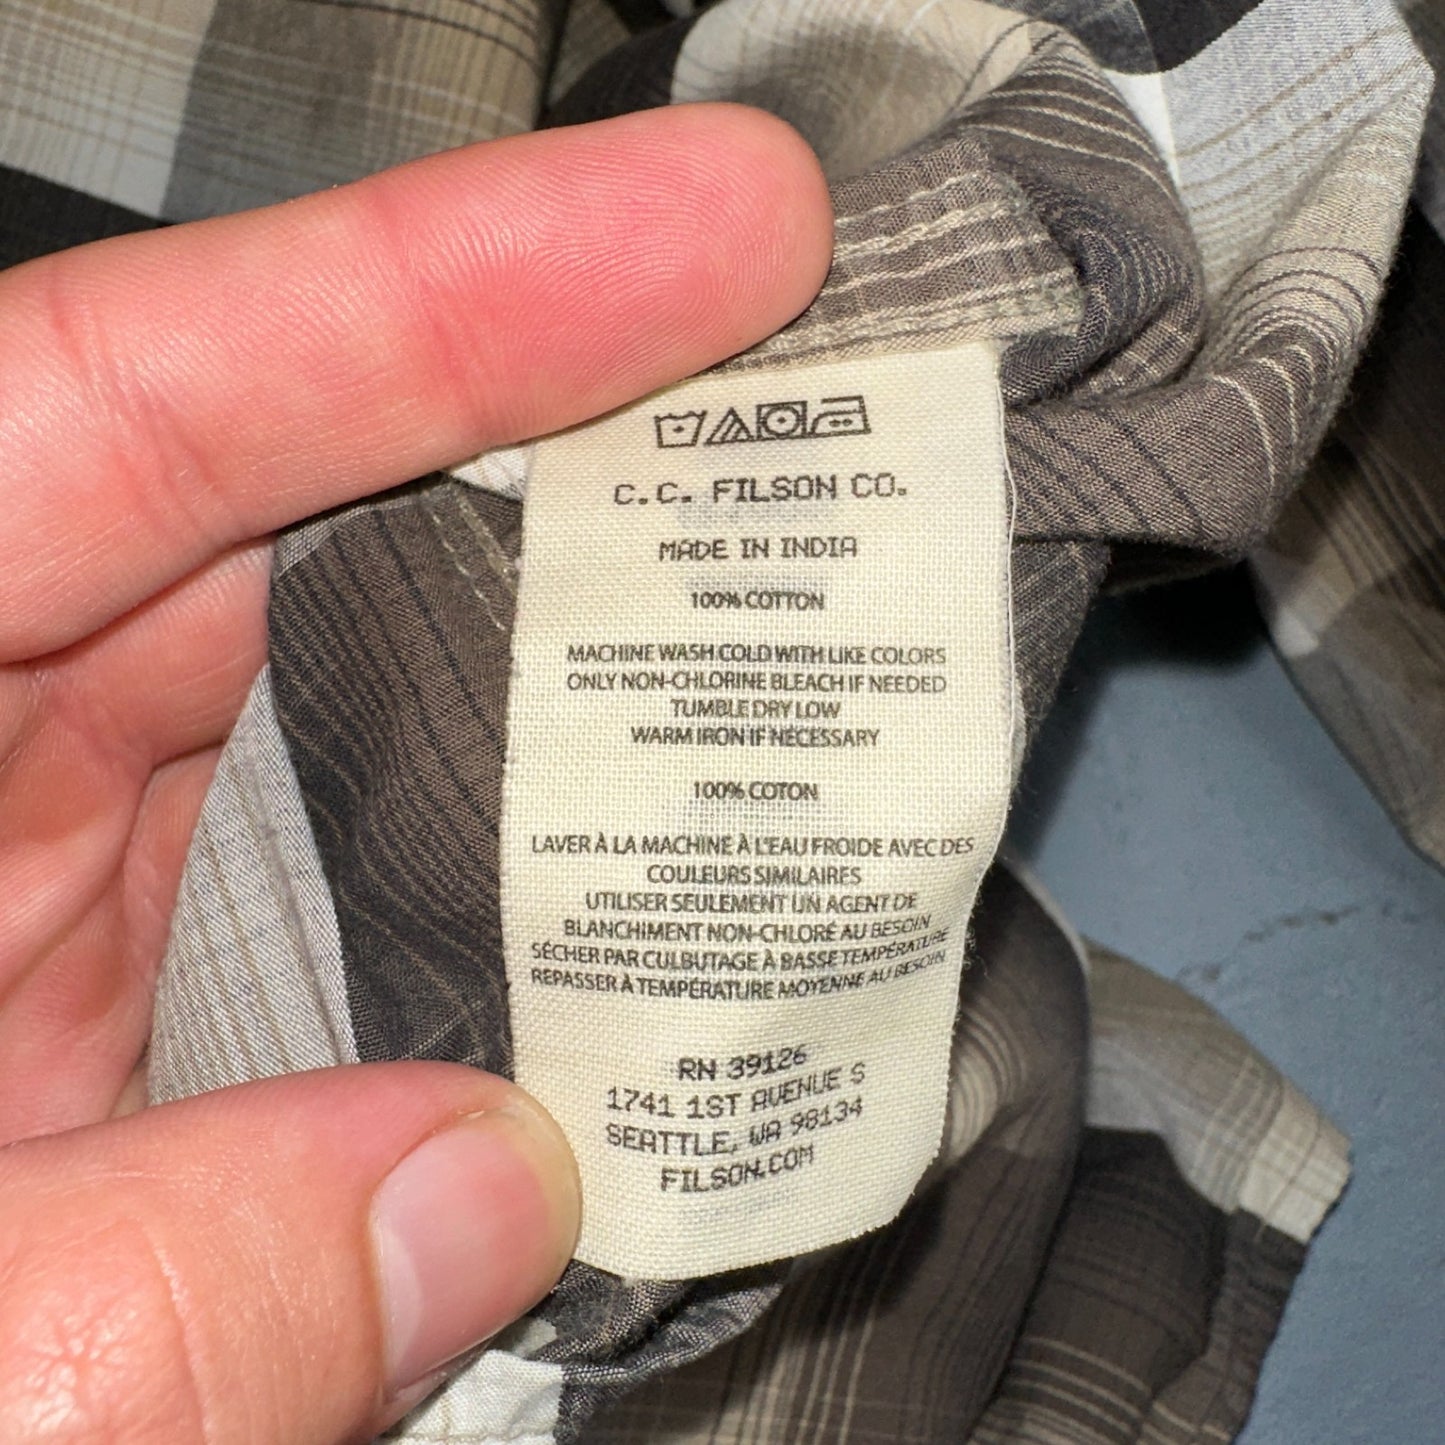 C.C. FILSON CO.
MADE IN INDIA
100% COTTON
MACHINE WASH COLD WITH LIKE COLORS
ONLY NON-CHLORINE BLEACH IF NEEDED
TUMBLE DRY LOW
WARM IRON IF NECESSARY
100% COTON
LAVER À LA MACHINE À L'EAU FROIDE AVEC DES
COULEURS SIMILAIRES
UTILISER SEULEMENT UN AGENT DE
BLANCHIMENT NON-CHLORÉ AU BESOIN
SÉCHER PAR CULBUTAGE À BASSE TEMPÉRATURE
REPASSER À TEMPÉRATURE MOYENNE AU BESOIN
RN 39126
1741 1ST AVENUE S
SEATTLE, WA 98134
FILSON.COM